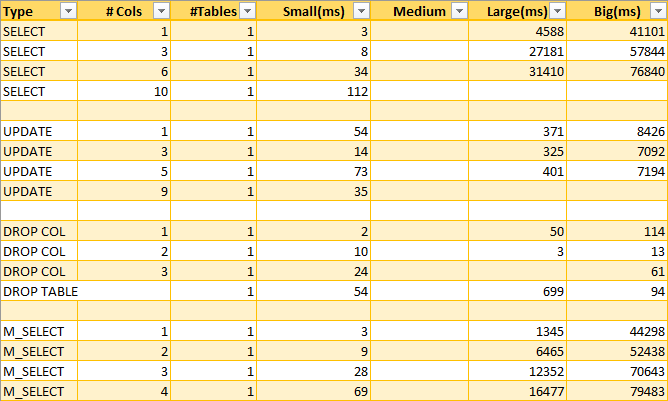 Type # Cols #Tables Small(ms) Medium Large(ms) Big(ms)
SELECT 1 1 3 4588 41101
SELECT 3 1 8 27181 57844
SELECT 6 1 34 31410 76840
SELECT 10 1 112
UPDATE 1 1 54 371 8426
UPDATE 3 1 14 325 7092
UPDATE 5 1 73 401 7194
UPDATE 9 1 35
DROP COL 1 1 2 50 114
DROP COL 2 1 10 3 13
DROP COL 3 1 24 61
DROP TABLE 1 54 699 94
M_SELECT 1 1 3 1345 44298
M_SELECT 2 1 9 6465 52438
M_SELECT 3 1 28 12352 70643
M_SELECT 4 1 69 16477 79483